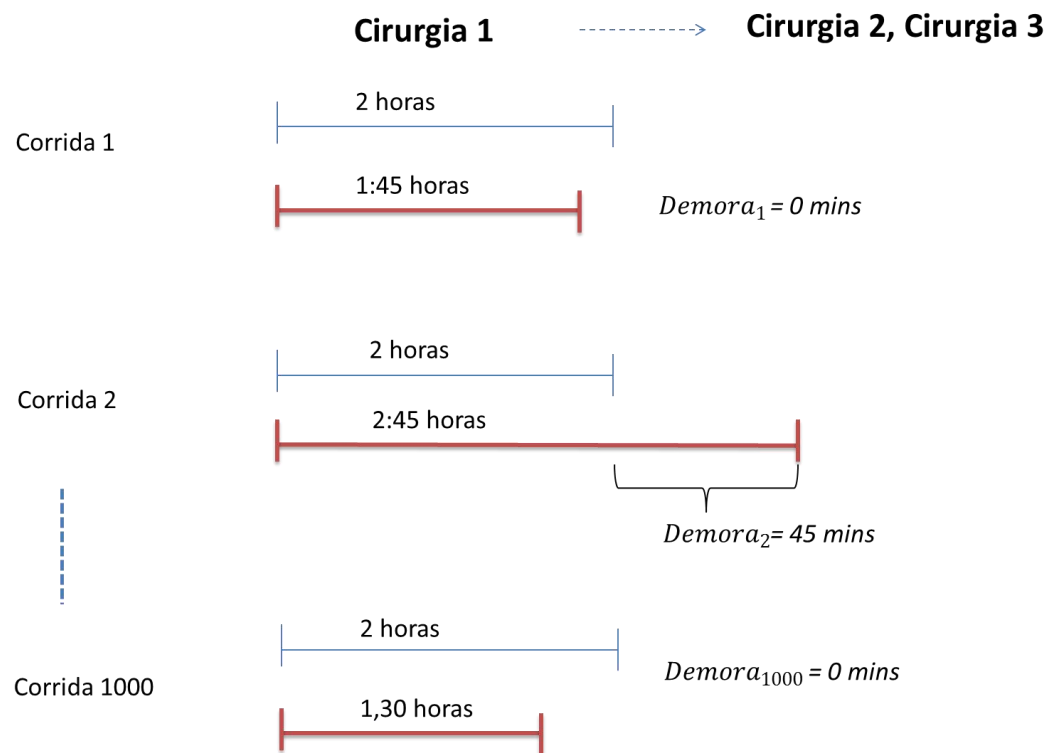 Cirurgia 1
Cirurgia 2, Cirurgia 3
2 horas
Corrida 1
1:45 horas
Demora₁ = 0 mins
2 horas
Corrida 2
2:45 horas
Demora₂= 45 mins
2 horas
Demora₁₀₀₀ = 0 mins
Corrida 1000
1,30 horas